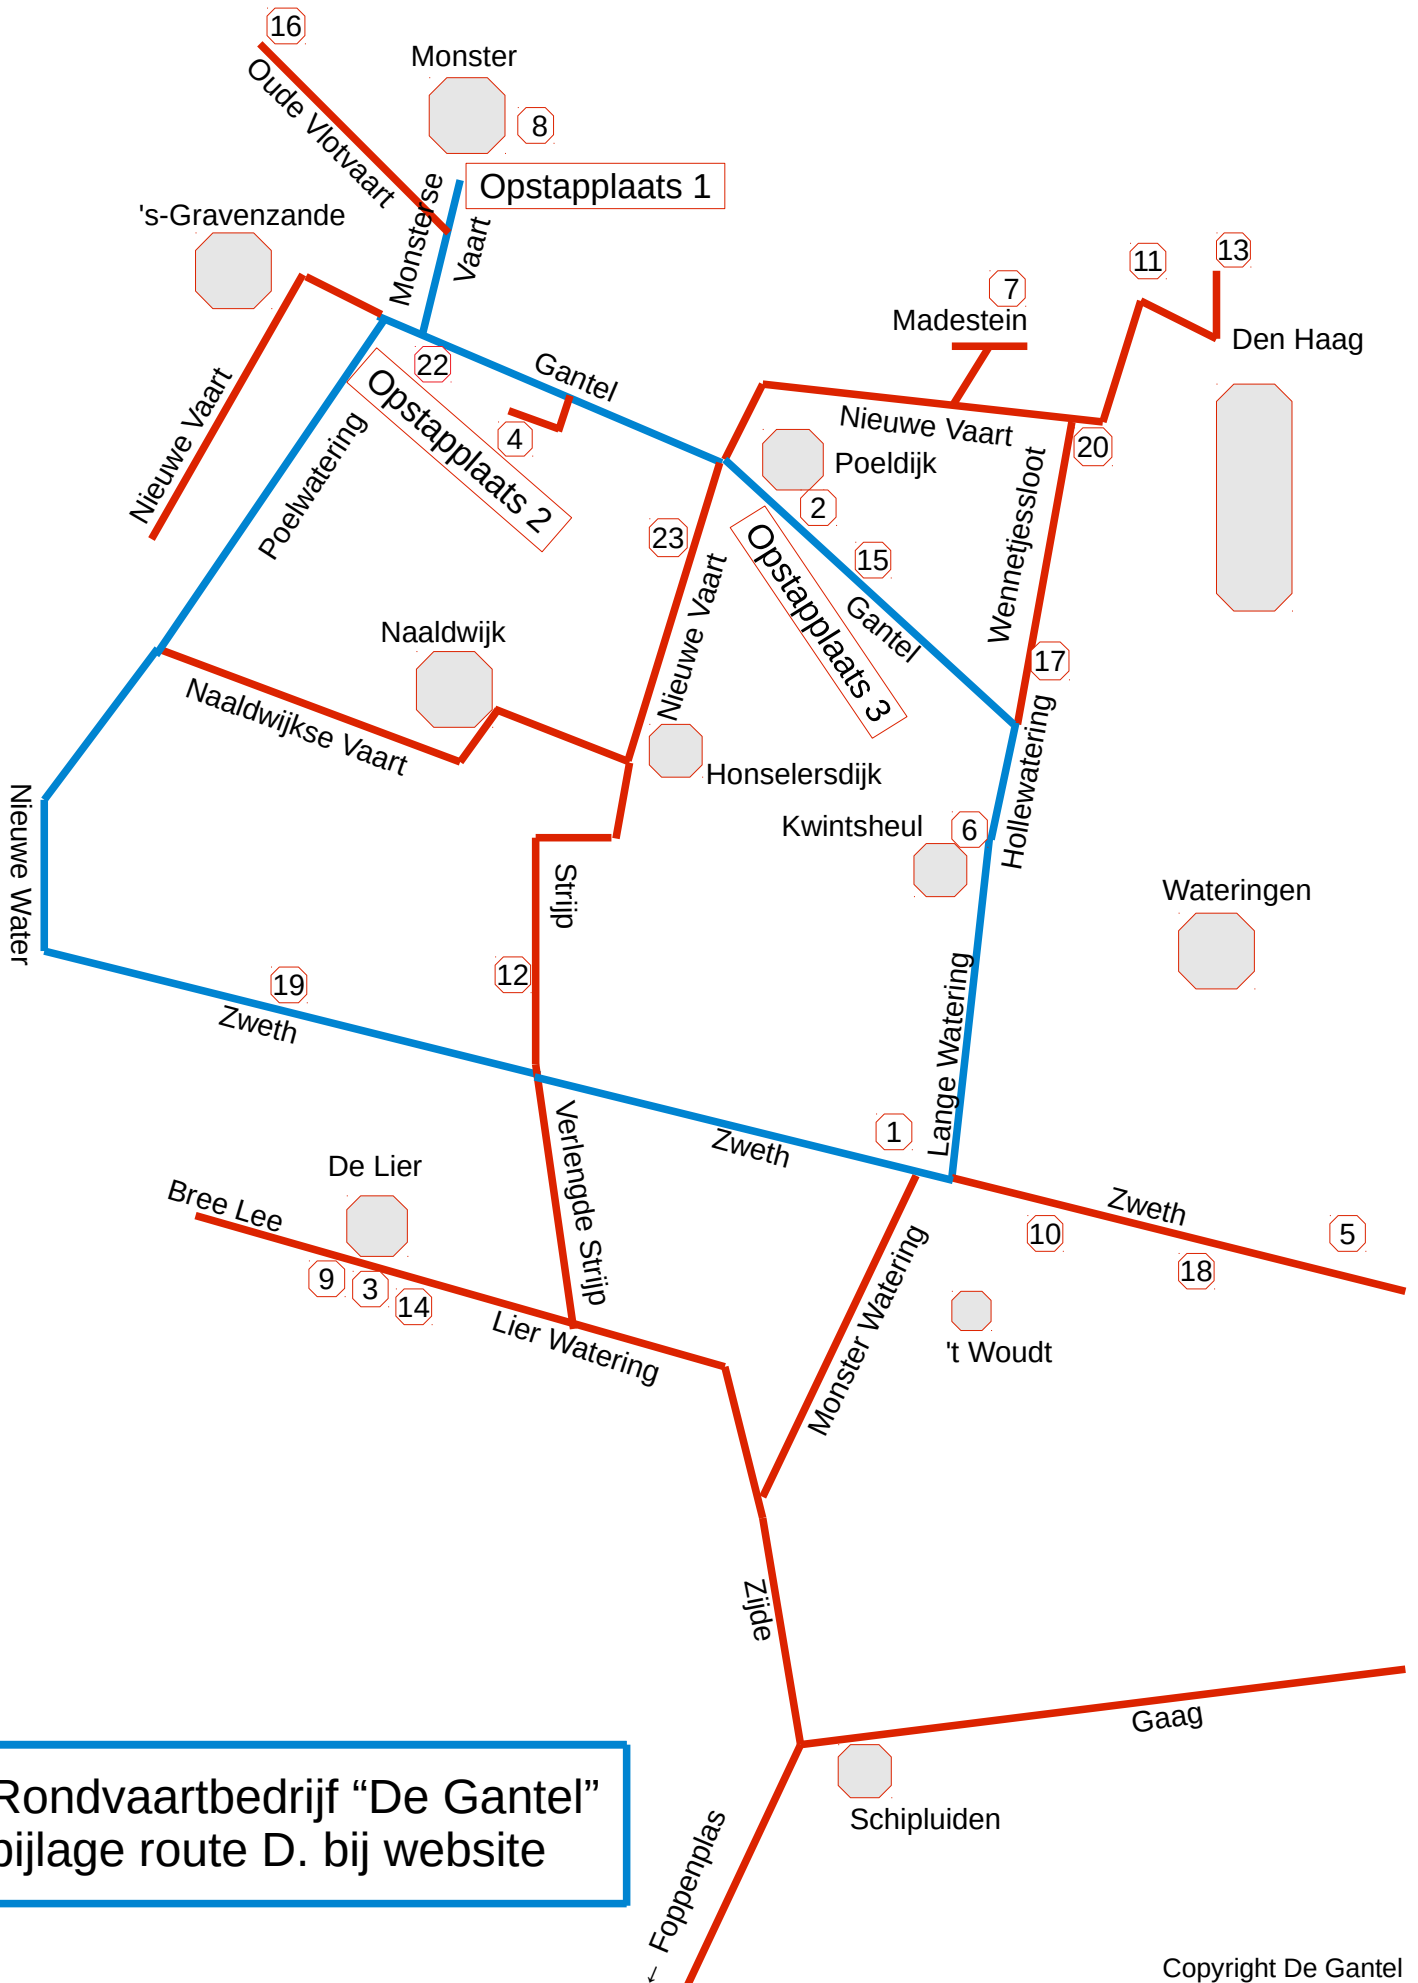 16
Monster
8
Oude Vlotvaart
Opstapplaats 1
Monsterse
Vaart
's-Gravenzande
11
13
7
Madestein
Den Haag
22
Gantel
Opstapplaats 2
4
Nieuwe Vaart
Poelwatering
Nieuwe Vaart
20
Poeldijk
2
Wennetjessloot
23
15
Opstapplaats 3
Gantel
Nieuwe Vaart
Naaldwijk
17
Naaldwijkse Vaart
Honselersdijk
Hollewatering
Kwintsheul
6
Nieuwe Water
Strijp
Wateringen
12
19
Zweth
Lange Watering
1
Zweth
Verlengde Strijp
De Lier
Bree Lee
Zweth
10
5
18
9
3
14
Monster Watering
Lier Watering
't Woudt
Zijde
Gaag
Rondvaartbedrijf “De Gantel”
bijlage route D. bij website
Schipluiden
← Foppenplas
Copyright De Gantel